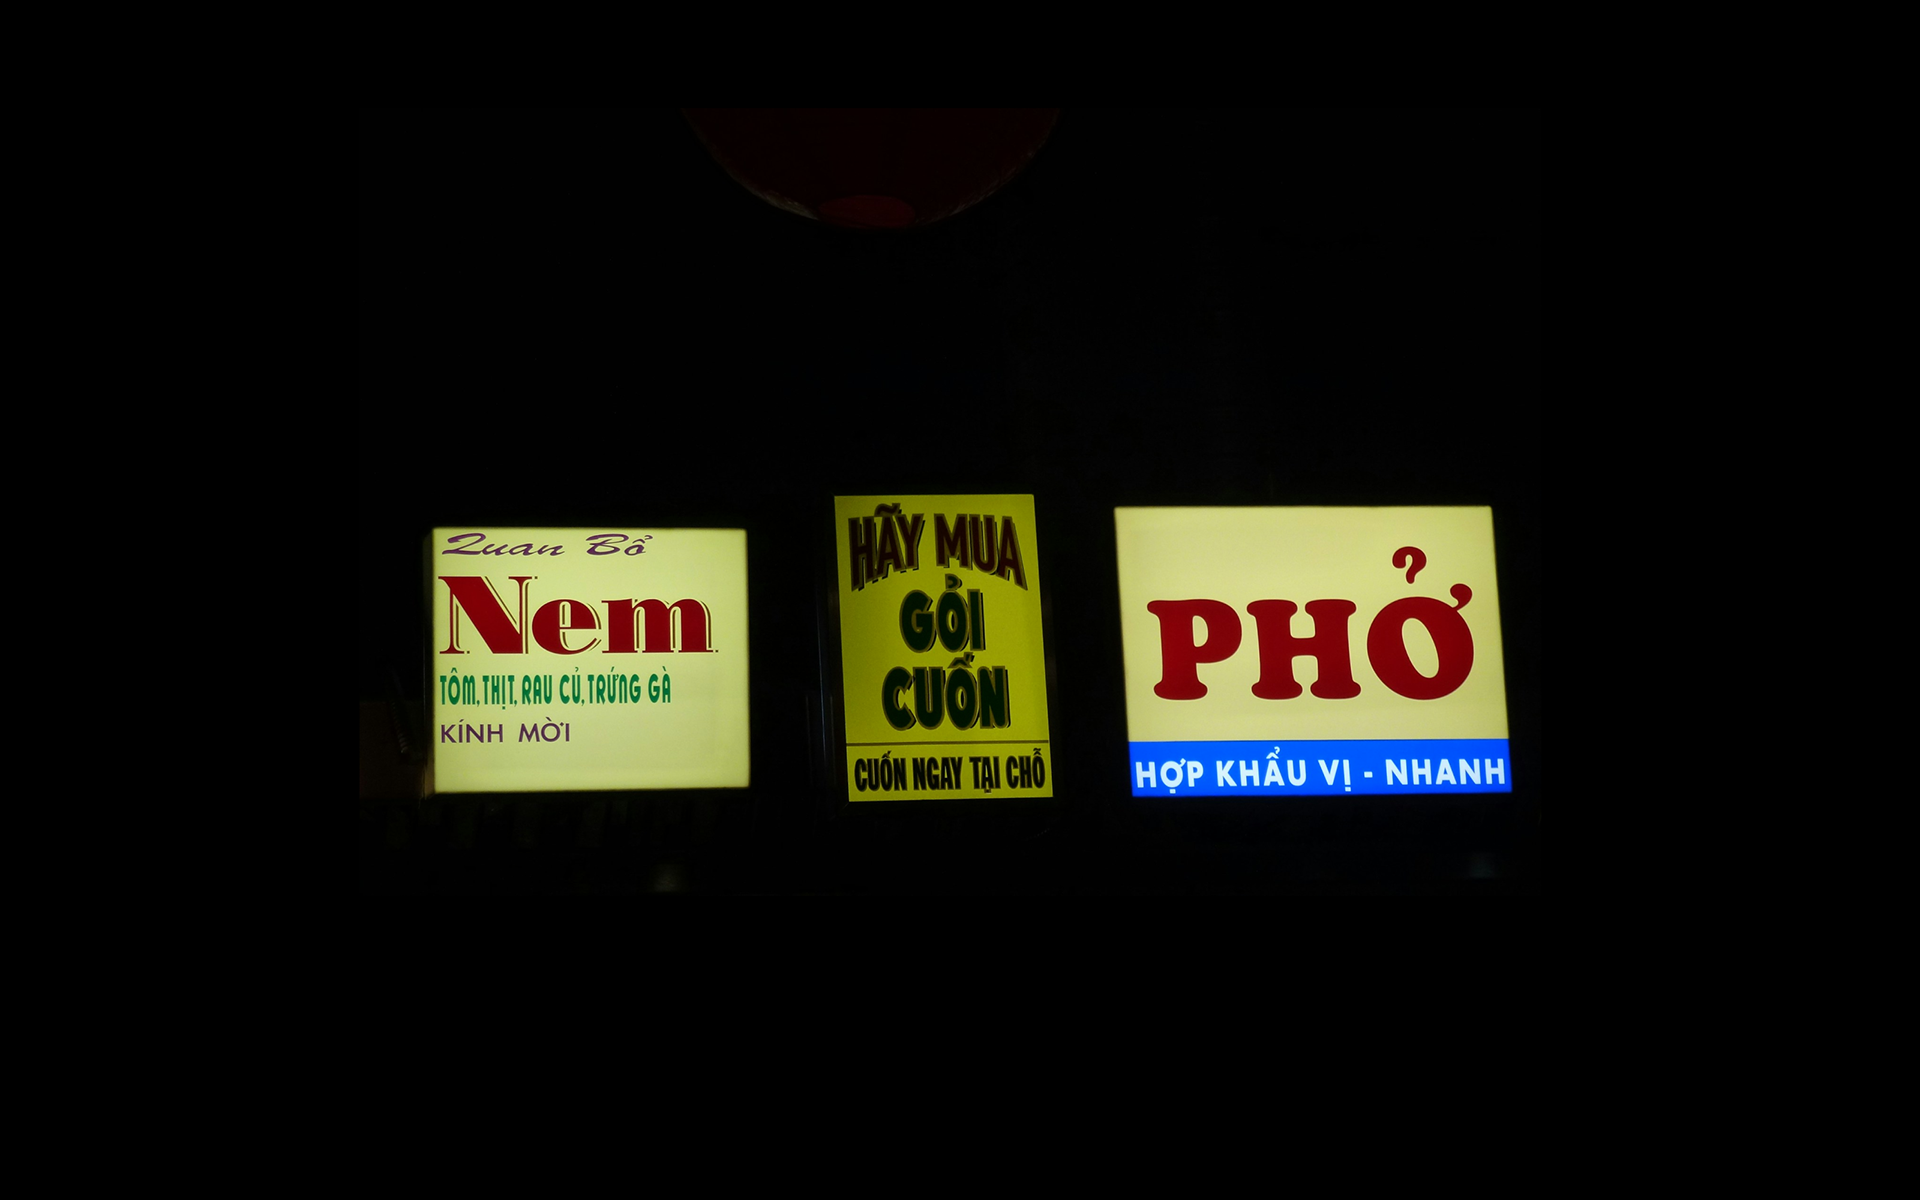 Quan Bổ
Nem
TÔM, THỊT, RAU CỦ, TRỨNG GÀ
KÍNH MỜI
HÃY MUA
GỎI
CUỐN
CUỐN NGAY TẠI CHỖ
PHỞ
HỢP KHẨU VỊ - NHANH